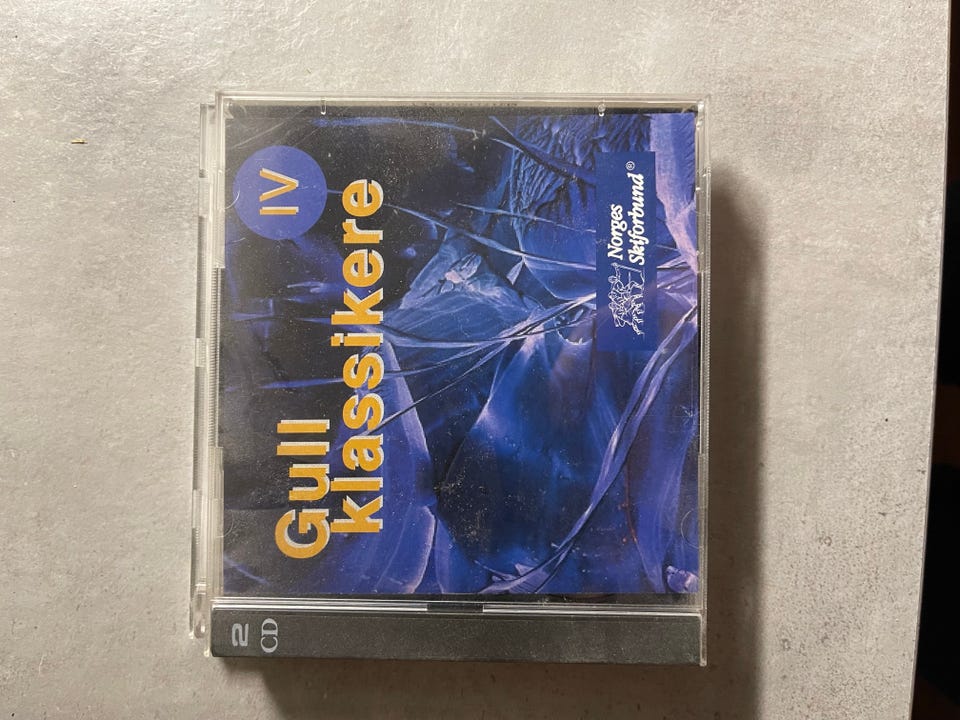 IV
Gull
klassikere
Norges
Skiforbund®
2
CD